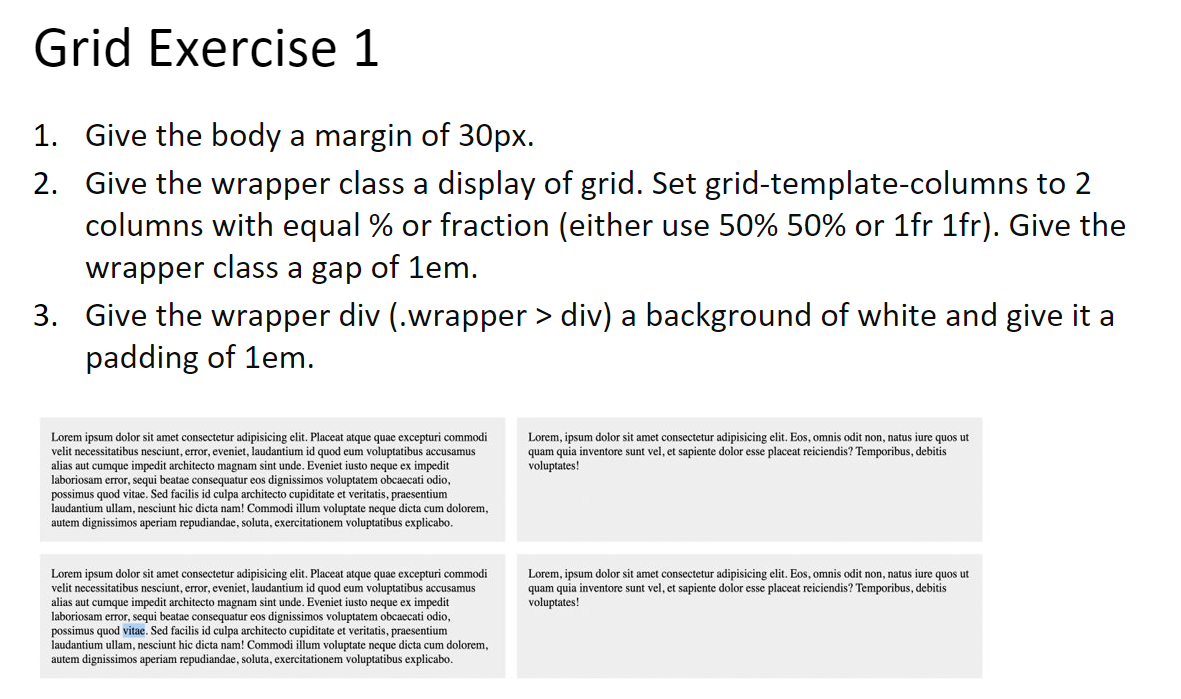 Grid Exercise 1
1. Give the body a margin of 30px.
2. Give the wrapper class a display of grid. Set grid-template-columns to 2
columns with equal % or fraction (either use 50% 50% or 1fr 1fr). Give the
wrapper class a gap of 1em.
3. Give the wrapper div (.wrapper > div) a background of white and give it a
padding of 1em.
Lorem ipsum dolor sit amet consectetur adipisicing elit. Placeat atque quae excepturi commodi
velit necessitatibus nesciunt, error, eveniet, laudantium id quod eum voluptatibus accusamus
alias aut cumque impedit architecto magnam sint unde. Eveniet iusto neque ex impedit
laboriosam error, sequi beatae consequatur eos dignissimos voluptatem obcaecati odio,
possimus quod vitae. Sed facilis id culpa architecto cupiditate et veritatis, praesentium
laudantium ullam, nesciunt hic dicta nam! Commodi illum voluptate neque dicta cum dolorem,
autem dignissimos aperiam repudiandae, soluta, exercitationem voluptatibus explicabo.
Lorem, ipsum dolor sit amet consectetur adipisicing elit. Eos, omnis odit non, natus iure quos ut
quam quia inventore sunt vel, et sapiente dolor esse placeat reiciendis? Temporibus, debitis
voluptates!
Lorem ipsum dolor sit amet consectetur adipisicing elit. Placeat atque quae excepturi commodi
velit necessitatibus nesciunt, error, eveniet, laudantium id quod eum voluptatibus accusamus
alias aut cumque impedit architecto magnam sint unde. Eveniet iusto neque ex impedit
laboriosam error, sequi beatae consequatur eos dignissimos voluptatem obcaecati odio,
possimus quod vitae. Sed facilis id culpa architecto cupiditate et veritatis, praesentium
laudantium ullam, nesciunt hic dicta nam! Commodi illum voluptate neque dicta cum dolorem,
autem dignissimos aperiam repudiandae, soluta, exercitationem voluptatibus explicabo.
Lorem, ipsum dolor sit amet consectetur adipisicing elit. Eos, omnis odit non, natus iure quos ut
quam quia inventore sunt vel, et sapiente dolor esse placeat reiciendis? Temporibus, debitis
voluptates!